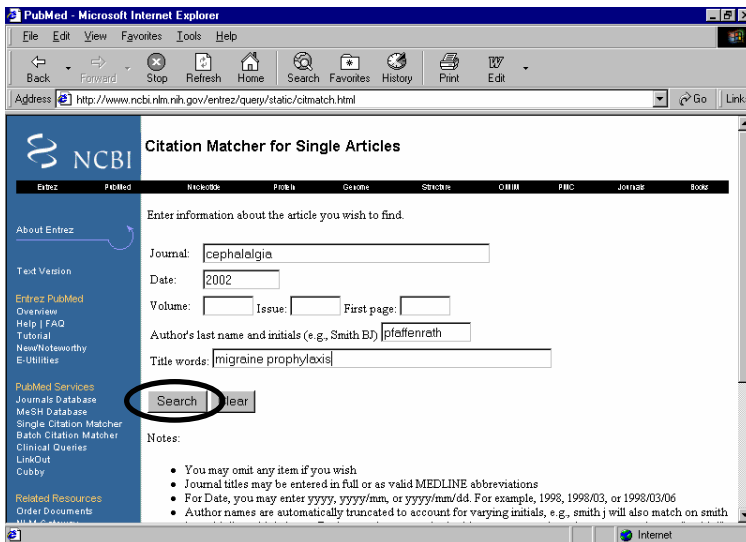 PubMed - Microsoft Internet Explorer
File Edit View Favorites Tools Help
Back Forward Stop Refresh Home Search Favorites History Print Edit
Address http://www.ncbi.nlm.nih.gov/entrez/query/static/citmatch.html Go Link
NCBI
Citation Matcher for Single Articles
Entrez PubMed Nucleotide Protein Genome Structure OMIM PMC Journals Books
About Entrez
Text Version
Entrez PubMed
Overview
Help | FAQ
Tutorial
New/Noteworthy
E-Utilities
PubMed Services
Journals Database
MeSH Database
Single Citation Matcher
Batch Citation Matcher
Clinical Queries
LinkOut
Cubby
Related Resources
Order Documents
Enter information about the article you wish to find.
Journal: cephalalgia
Date: 2002
Volume: Issue: First page:
Author's last name and initials (e.g., Smith BJ) pfaffenrath
Title words: migraine prophylaxis
Search Clear
Notes:
You may omit any item if you wish
Journal titles may be entered in full or as valid MEDLINE abbreviations
For Date, you may enter yyyy, yyyy/mm, or yyyy/mm/dd. For example, 1998, 1998/03, or 1998/03/06
Author names are automatically truncated to account for varying initials, e.g., smith j will also match on smith
Internet